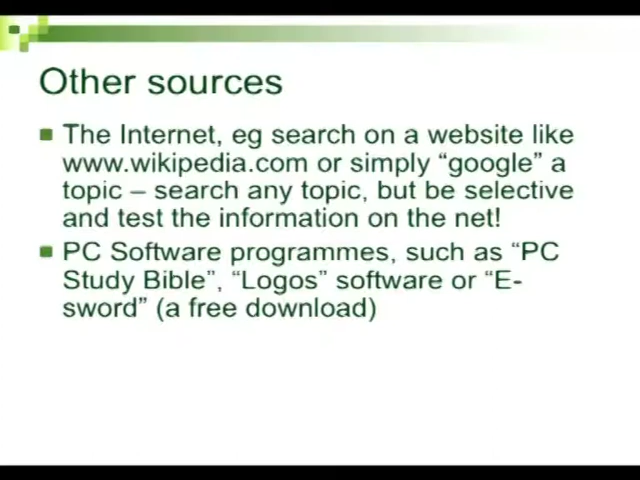 Other sources
The Internet, eg search on a website like
www.wikipedia.com or simply “google” a
topic – search any topic, but be selective
and test the information on the net!
PC Software programmes, such as “PC
Study Bible”, “Logos” software or “E-
sword” (a free download)